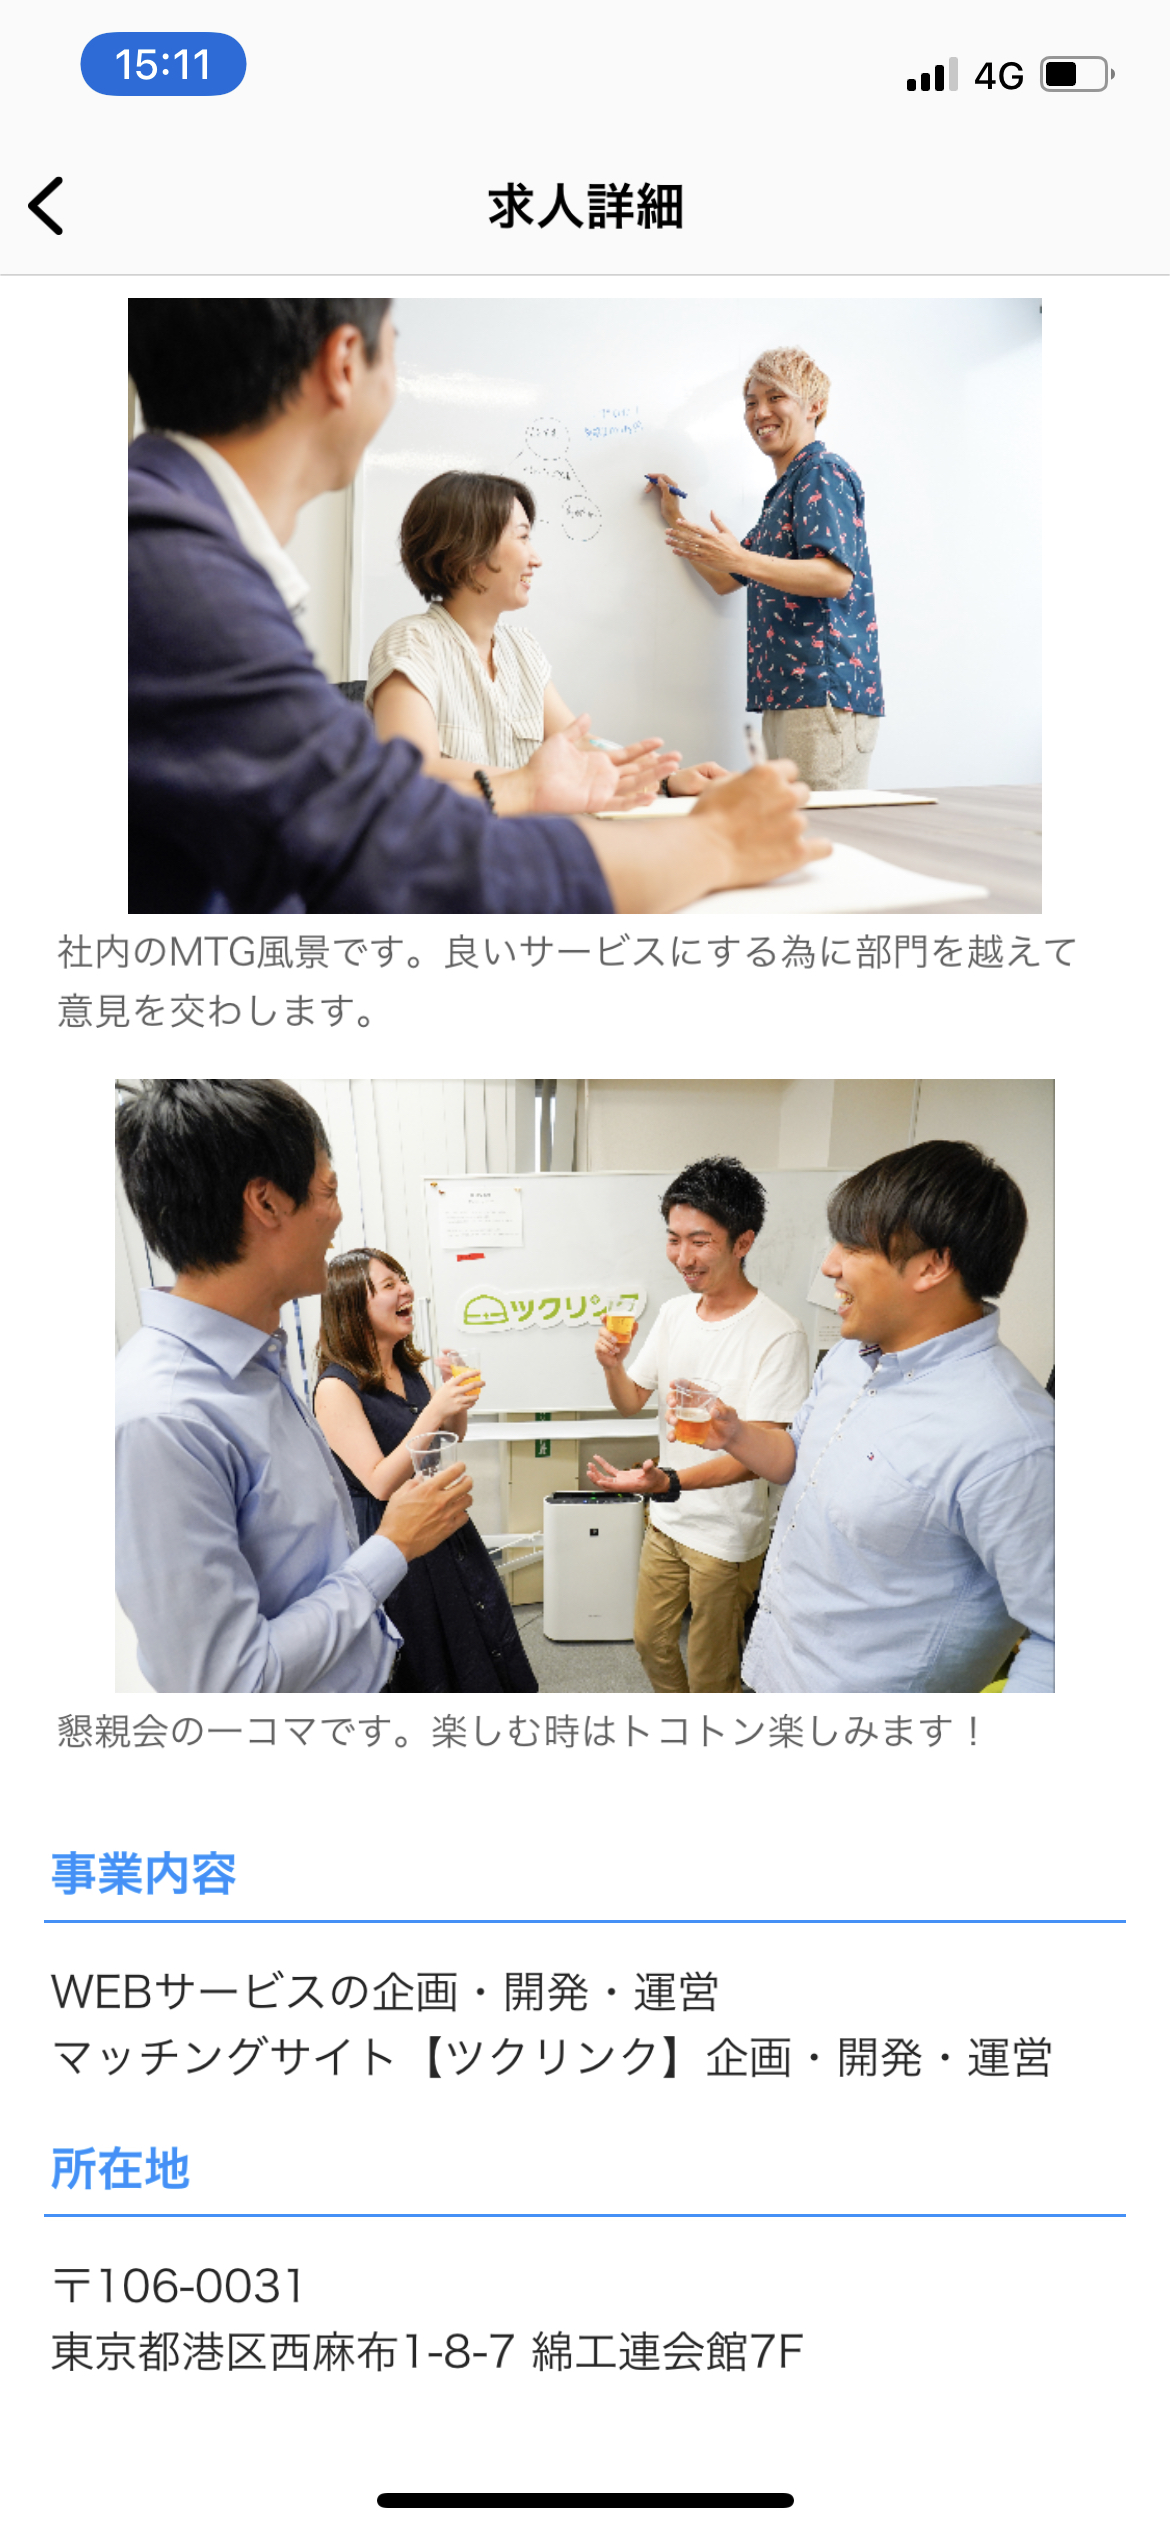 15:11
4G
求人詳細
社内のMTG風景です。良いサービスにする為に部門を越えて
意見を交わします。
ツクリンク
懇親会の一コマです。楽しむ時はトコトン楽しみます！
事業内容
WEBサービスの企画・開発・運営
マッチングサイト【ツクリンク】企画・開発・運営
所在地
〒106-0031
東京都港区西麻布1-8-7 綿工連会館7F